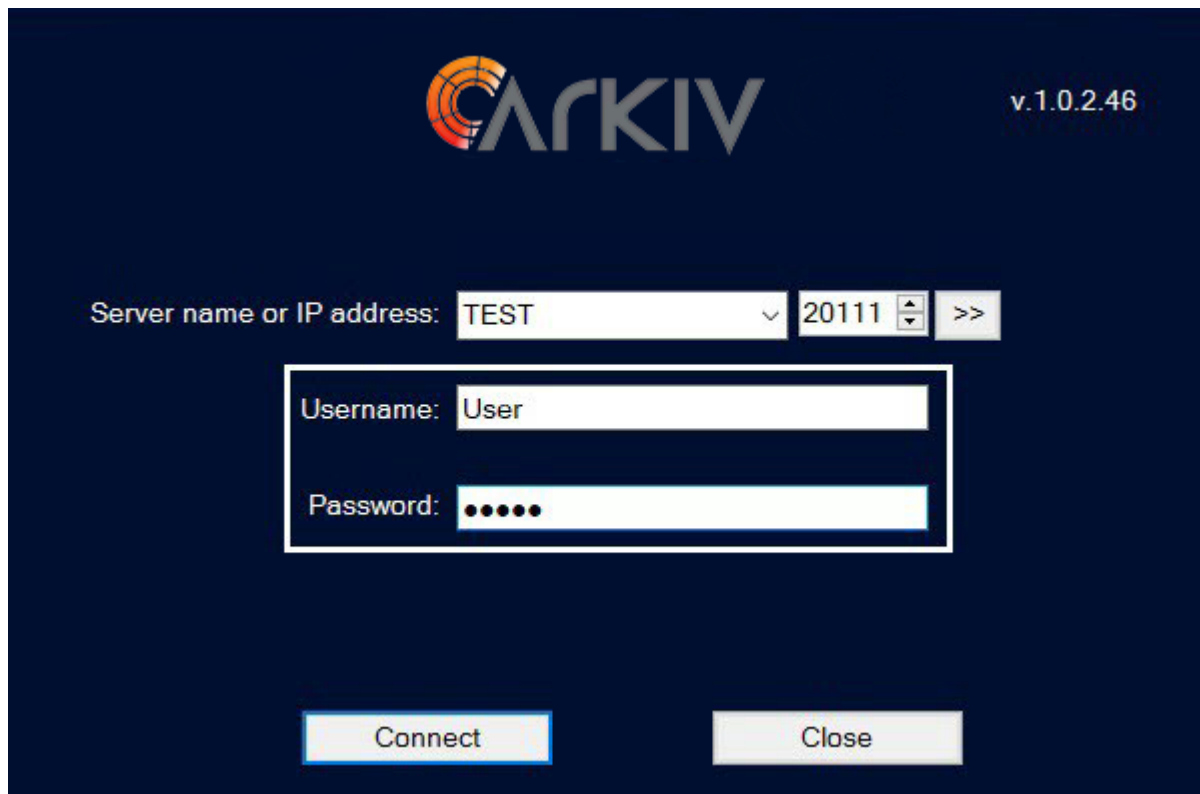 ARKIV
v.1.0.2.46
Server name or IP address: TEST 20111 >>
Username: User
Password: •••••
Connect Close